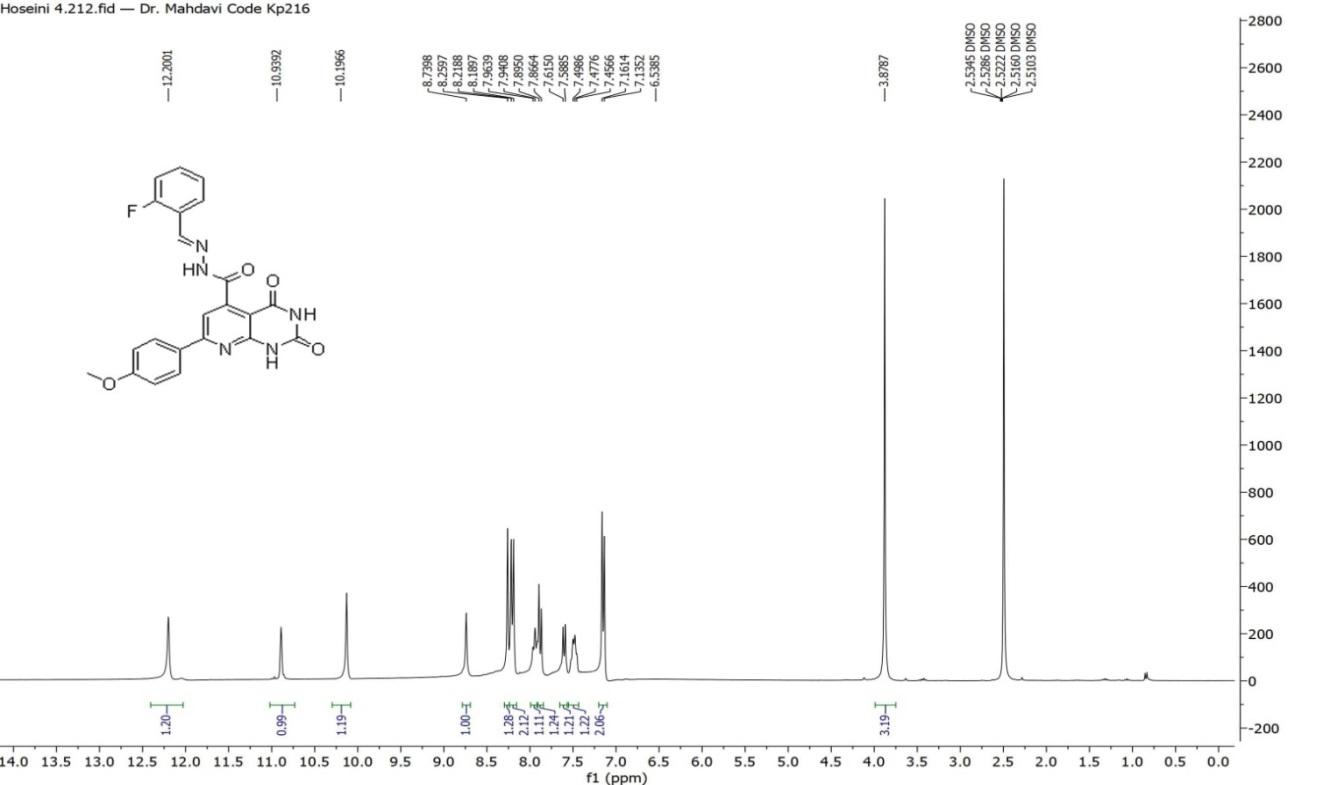 Hoseini 4.212.fid — Dr. Mahdavi Code Kp216
12.2001
10.9392
10.1966
8.7398
8.2597
8.2188
8.1897
7.9639
7.9408
7.8950
7.8664
7.6150
7.5885
7.4986
7.4776
7.4566
7.1614
7.1352
6.5385
3.8787
2.5345 DMSO
2.5286 DMSO
2.5222 DMSO
2.5160 DMSO
2.5103 DMSO
F
N
HN
O
O
NH
N
N
H
O
O
1.20
0.99
1.19
1.00
1.28
2.12
1.11
1.24
1.21
1.22
2.06
3.19
2800
2600
2400
2200
2000
1800
1600
1400
1200
1000
800
600
400
200
0
-200
14.0 13.5 13.0 12.5 12.0 11.5 11.0 10.5 10.0 9.5 9.0 8.5 8.0 7.5 7.0 6.5 6.0 5.5 5.0 4.5 4.0 3.5 3.0 2.5 2.0 1.5 1.0 0.5 0.0
f1 (ppm)